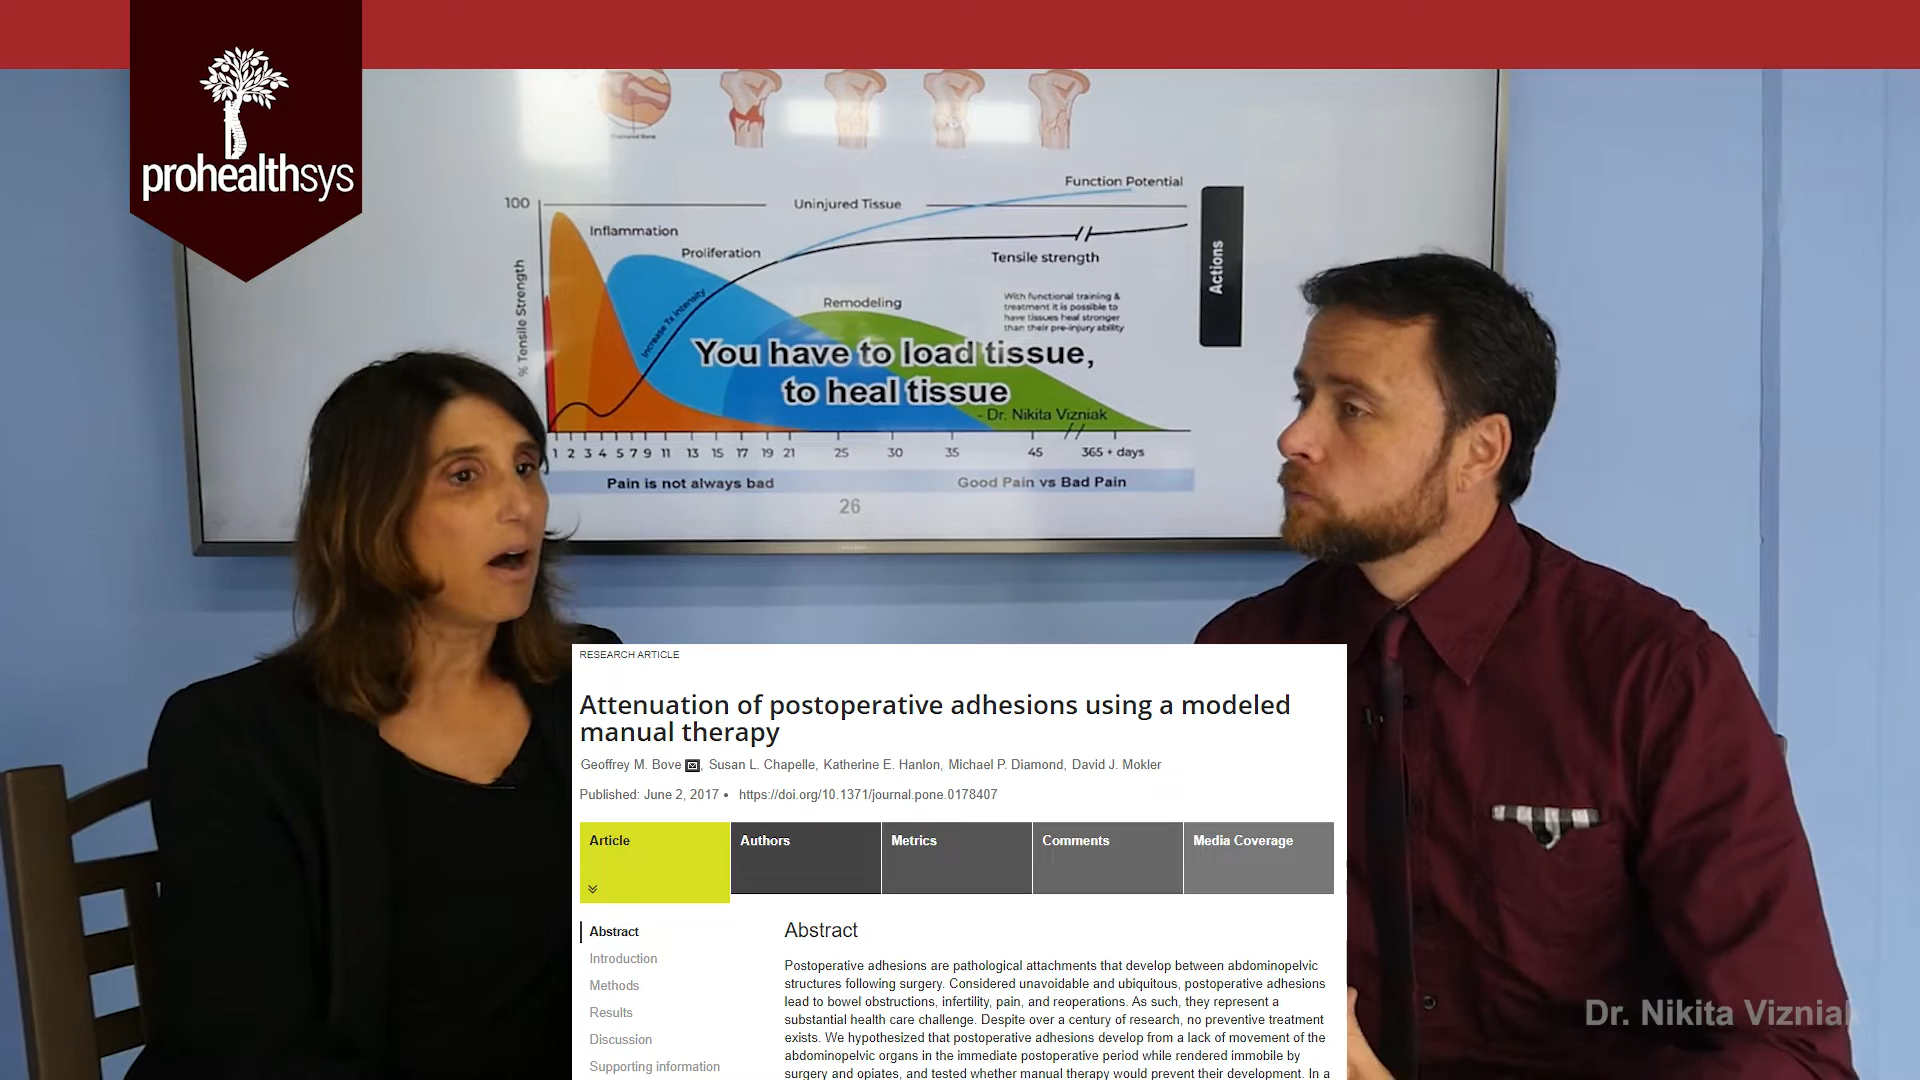 prohealthsys
Fractured Bone
Function Potential
100
Uninjured Tissue
Inflammation
Proliferation
Tensile strength
Actions
% Tensile Strength
Increase Tx Intensity
Remodeling
With functional training &
treatment it is possible to
have tissues heal stronger
than their pre-injury ability
You have to load tissue,
to heal tissue
- Dr. Nikita Vizniak
1 2 3 4 5 7 9 11 13 15 17 19 21 25 30 35 45 365 + days
Pain is not always bad
Good Pain vs Bad Pain
26
RESEARCH ARTICLE
Attenuation of postoperative adhesions using a modeled
manual therapy
Geoffrey M. Bove , Susan L. Chapelle, Katherine E. Hanlon, Michael P. Diamond, David J. Mokler
Published: June 2, 2017 • https://doi.org/10.1371/journal.pone.0178407
Article
Authors
Metrics
Comments
Media Coverage
Abstract
Introduction
Methods
Results
Discussion
Supporting information
Abstract
Postoperative adhesions are pathological attachments that develop between abdominopelvic
structures following surgery. Considered unavoidable and ubiquitous, postoperative adhesions
lead to bowel obstructions, infertility, pain, and reoperations. As such, they represent a
substantial health care challenge. Despite over a century of research, no preventive treatment
exists. We hypothesized that postoperative adhesions develop from a lack of movement of the
abdominopelvic organs in the immediate postoperative period while rendered immobile by
surgery and opiates, and tested whether manual therapy would prevent their development. In a
Dr. Nikita Vizniak